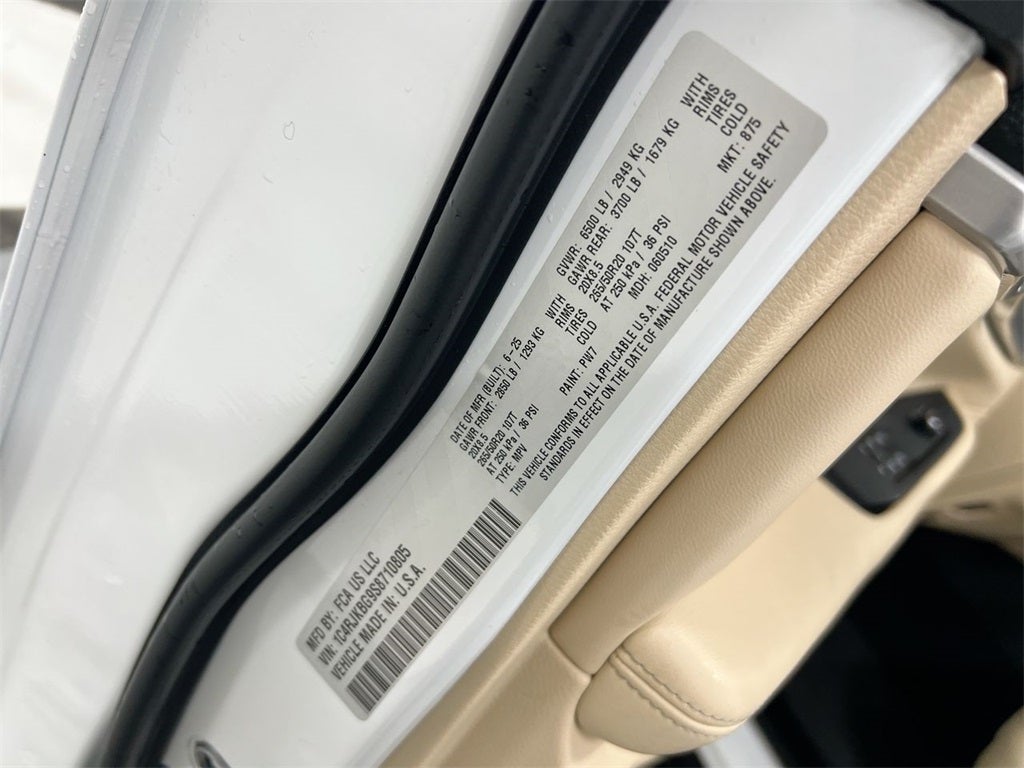 MFD BY: FCA US LLC
VIN: 1C4RJKBG9S8710805
VEHICLE MADE IN: U.S.A.
DATE OF MFR (BUILT): 6-25 GVWR: 6500 LB / 2949 KG
GAWR FRONT: 2850 LB / 1293 KG WITH GAWR REAR: 3700 LB / 1679 KG WITH
20X8.5 RIMS 20X8.5 RIMS
265/50R20 107T TIRES 265/50R20 107T TIRES
AT 250 kPa / 36 PSI COLD AT 250 kPa / 36 PSI COLD
TYPE: MPV PAINT: PW7 MDH: 060510 MKT: 875
THIS VEHICLE CONFORMS TO ALL APPLICABLE U.S.A. FEDERAL MOTOR VEHICLE SAFETY
STANDARDS IN EFFECT ON THE DATE OF MANUFACTURE SHOWN ABOVE.